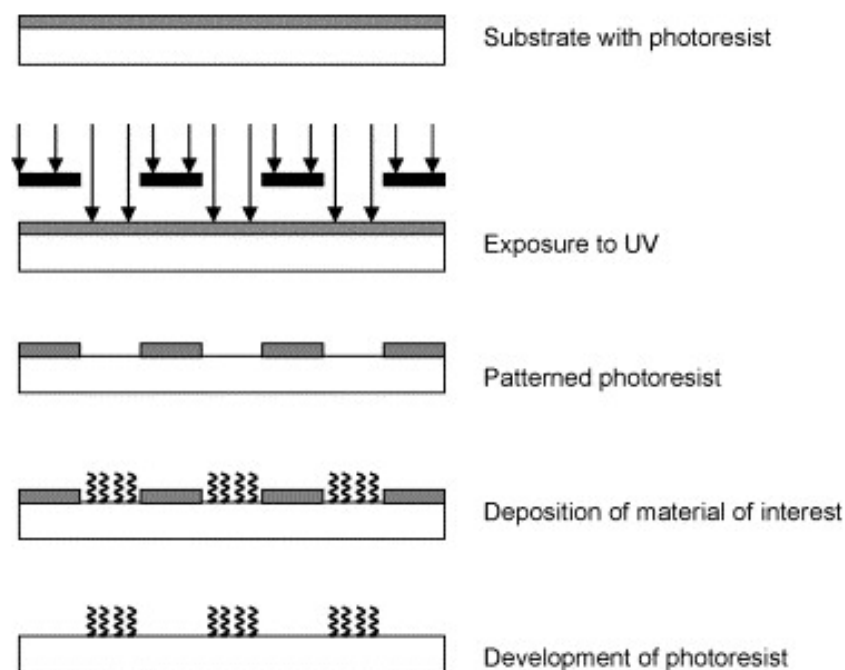 Substrate with photoresist
Exposure to UV
Patterned photoresist
Deposition of material of interest
Development of photoresist